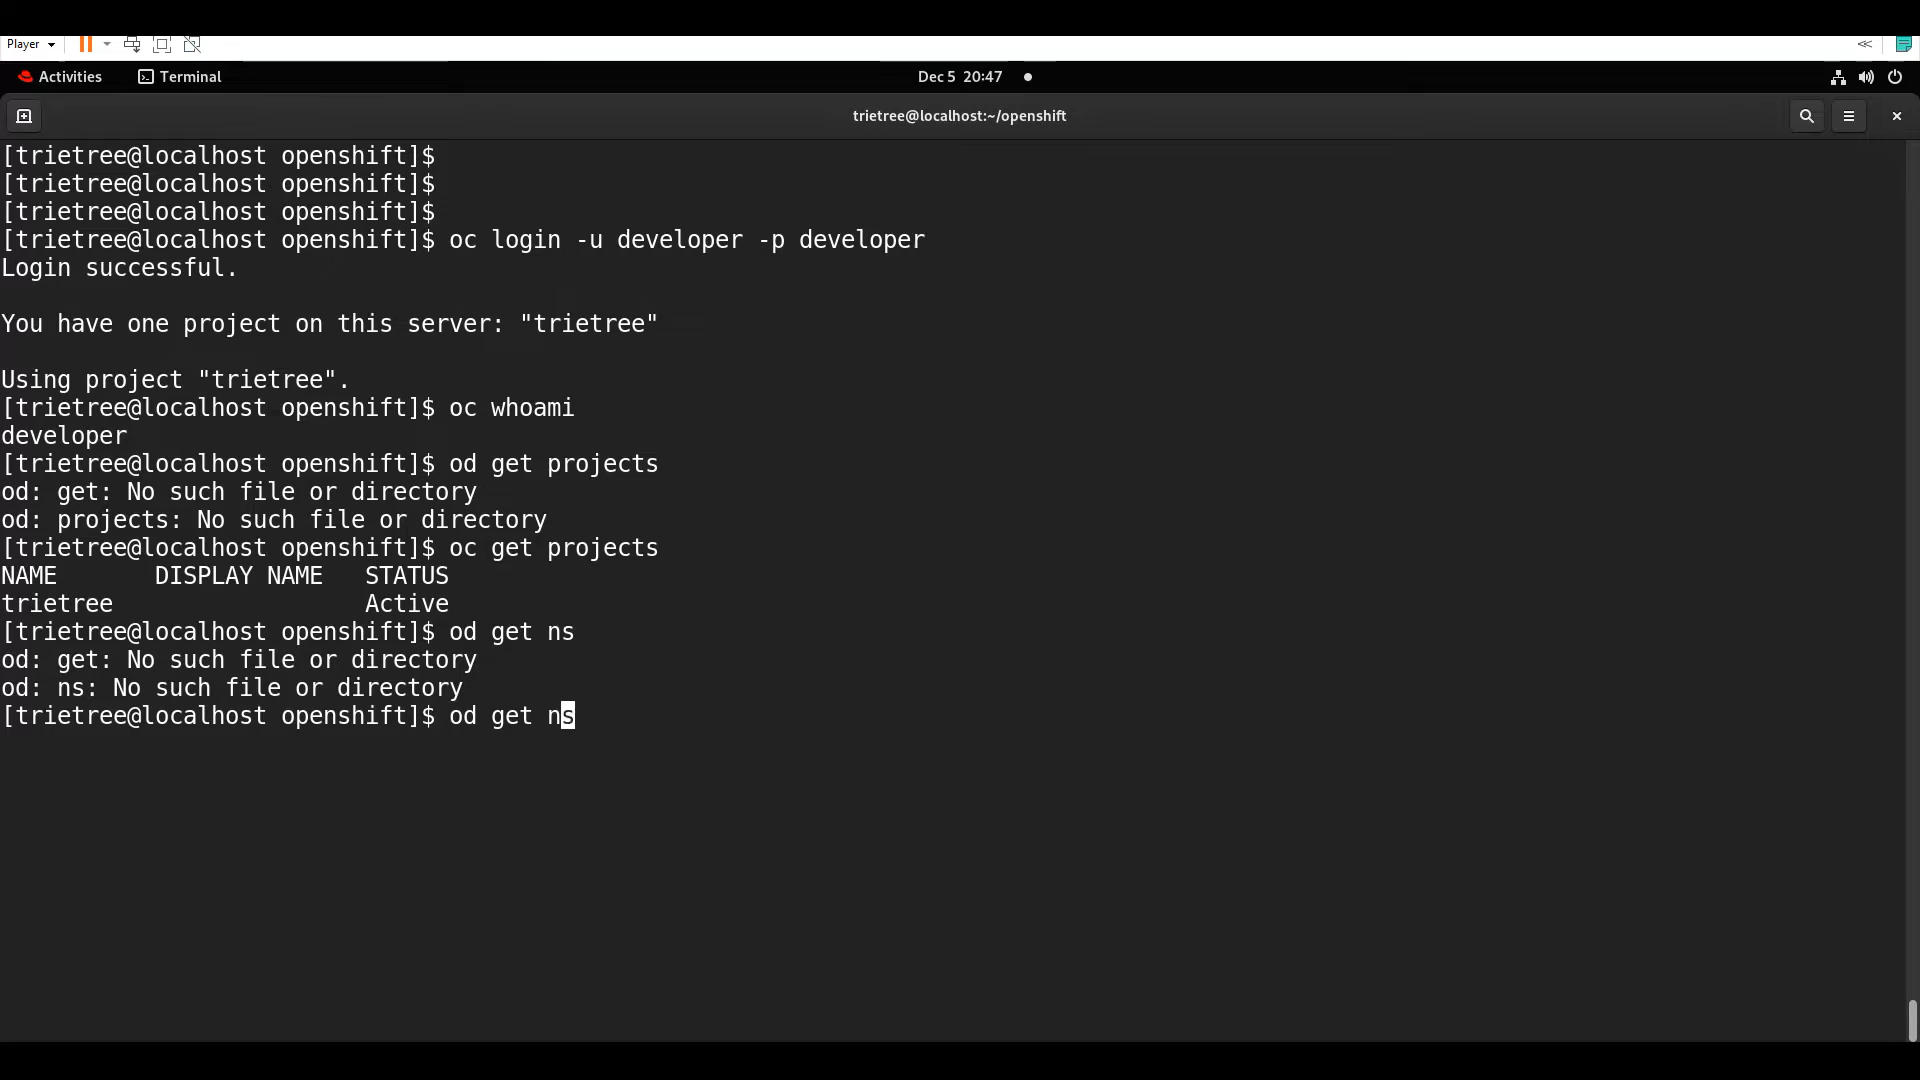 Player
Activities Terminal Dec 5 20:47
trietree@localhost:~/openshift
[trietree@localhost openshift]$
[trietree@localhost openshift]$
[trietree@localhost openshift]$
[trietree@localhost openshift]$ oc login -u developer -p developer
Login successful.
You have one project on this server: "trietree"
Using project "trietree".
[trietree@localhost openshift]$ oc whoami
developer
[trietree@localhost openshift]$ od get projects
od: get: No such file or directory
od: projects: No such file or directory
[trietree@localhost openshift]$ oc get projects
NAME DISPLAY NAME STATUS
trietree Active
[trietree@localhost openshift]$ od get ns
od: get: No such file or directory
od: ns: No such file or directory
[trietree@localhost openshift]$ od get ns